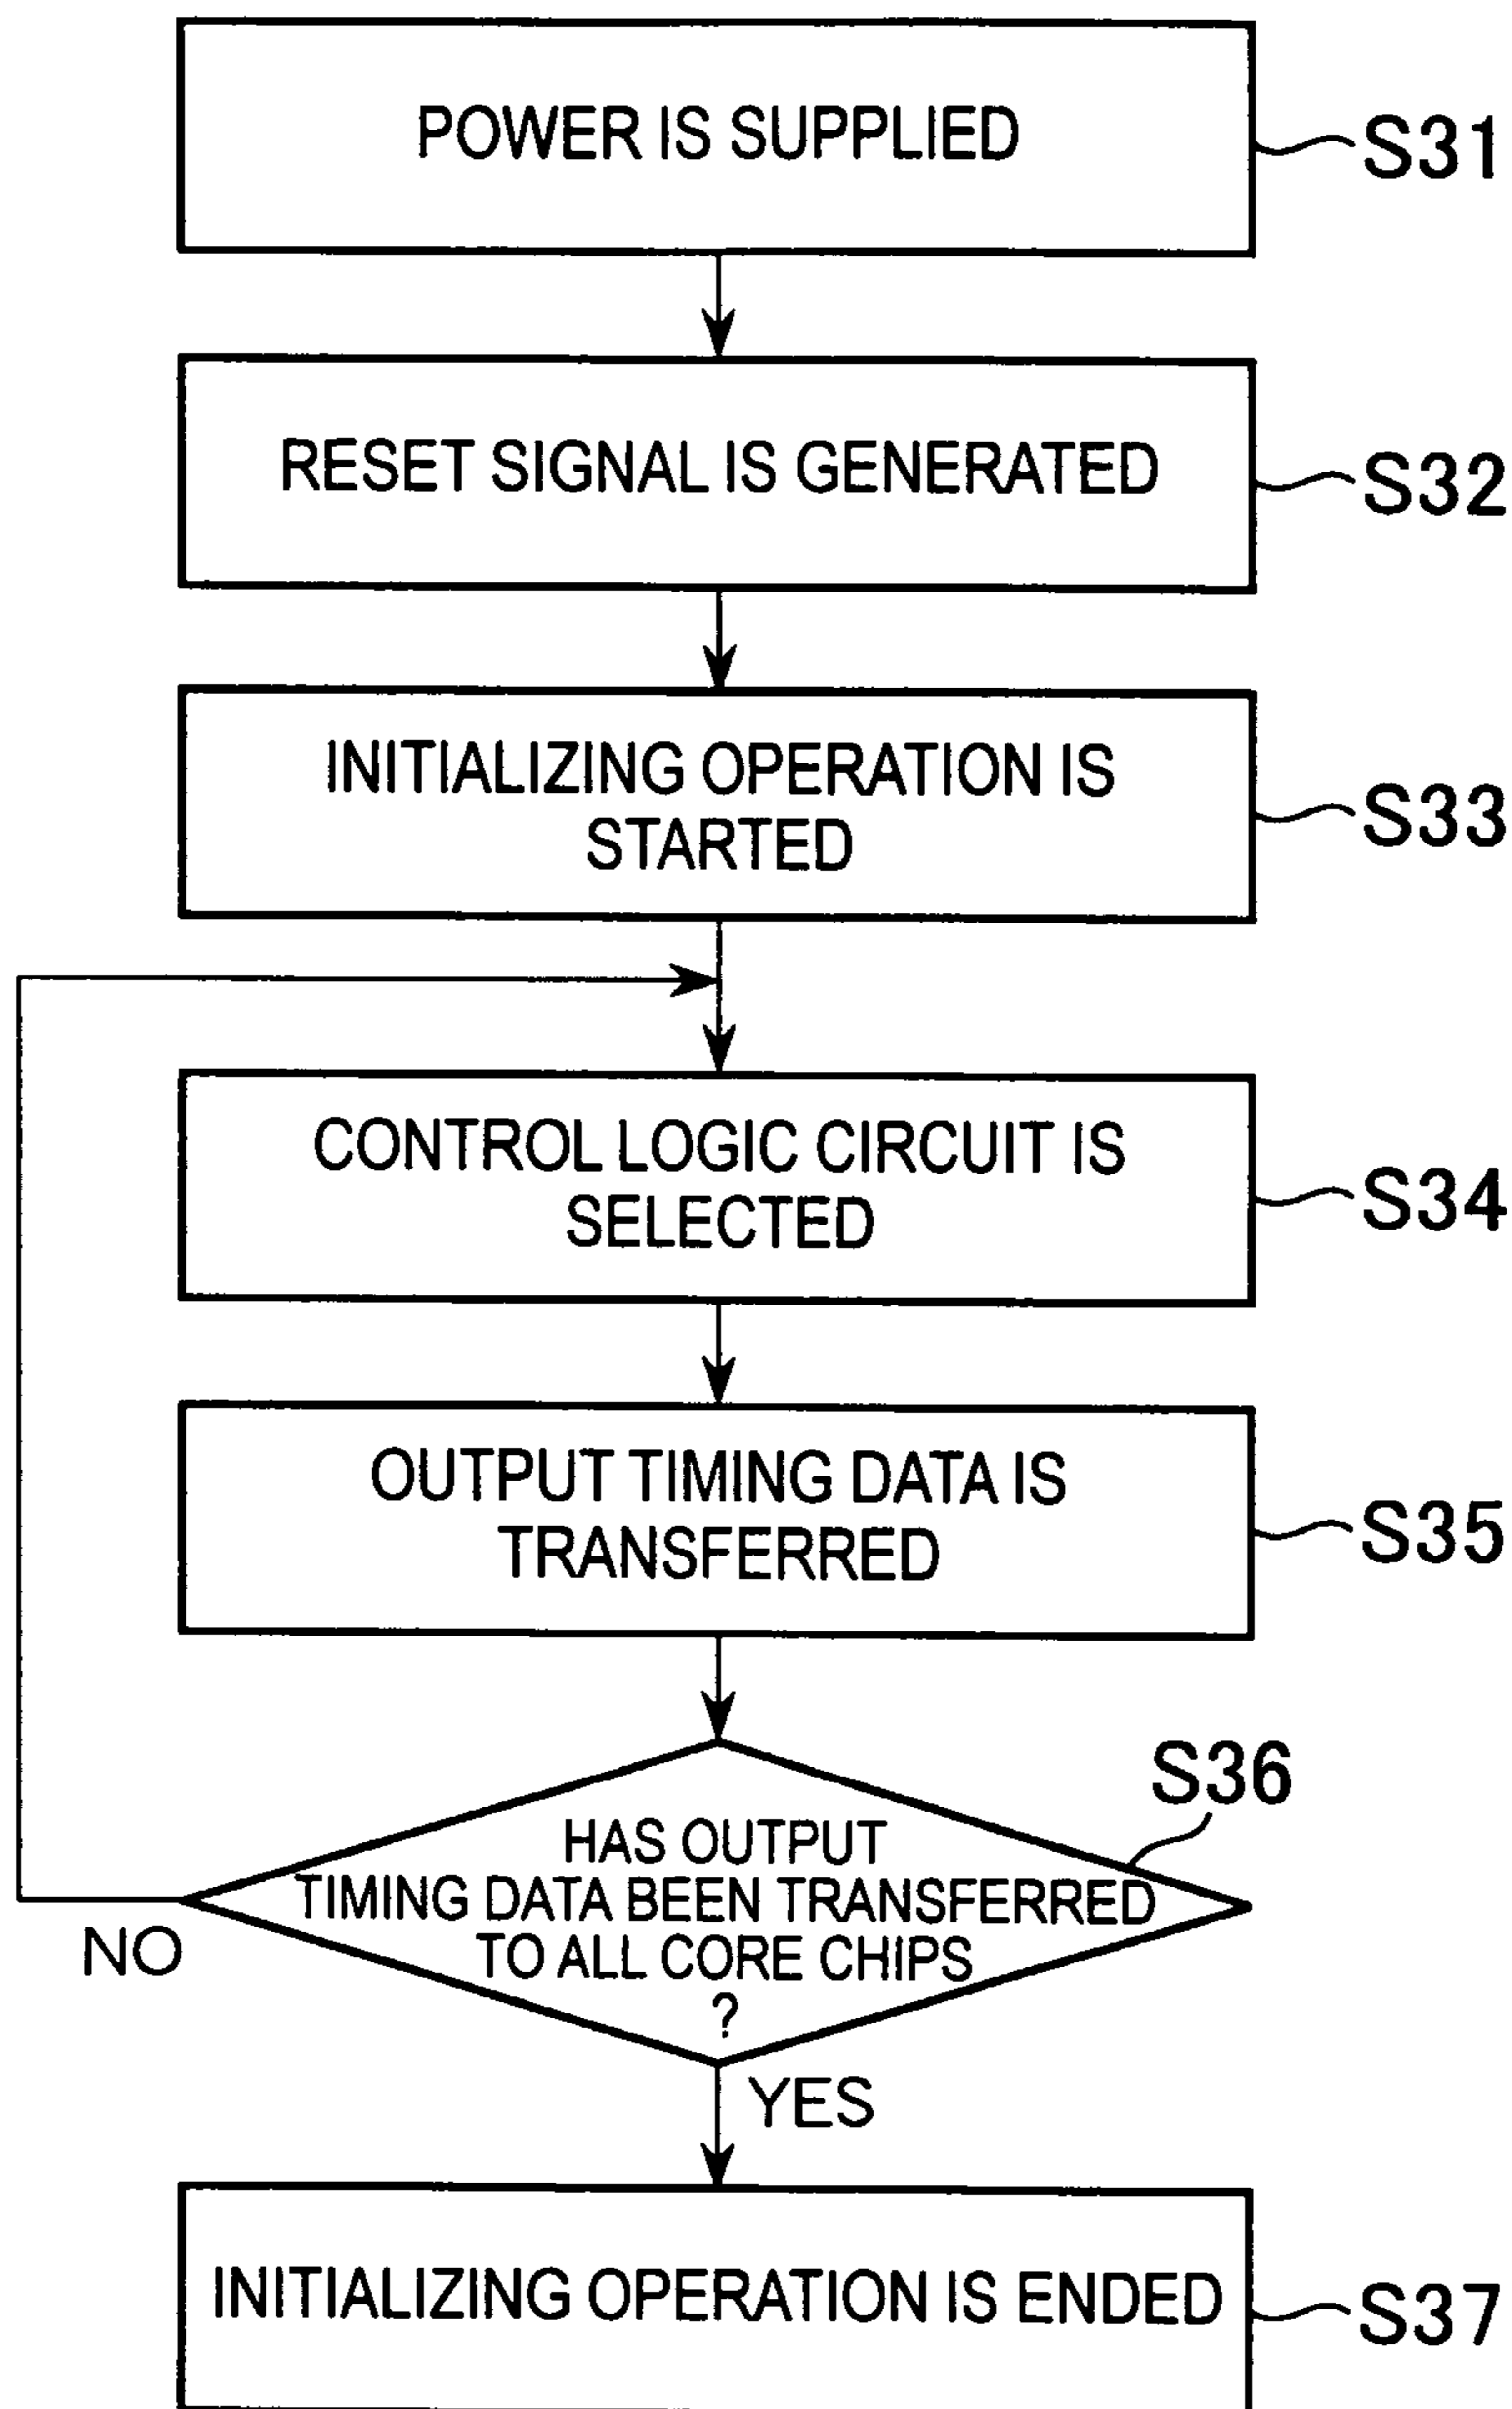 POWER IS SUPPLIED
S31
RESET SIGNAL IS GENERATED
S32
INITIALIZING OPERATION IS
STARTED
S33
CONTROL LOGIC CIRCUIT IS
SELECTED
S34
OUTPUT TIMING DATA IS
TRANSFERRED
S35
S36
HAS OUTPUT
TIMING DATA BEEN TRANSFERRED
TO ALL CORE CHIPS
?
NO
YES
INITIALIZING OPERATION IS ENDED
S37